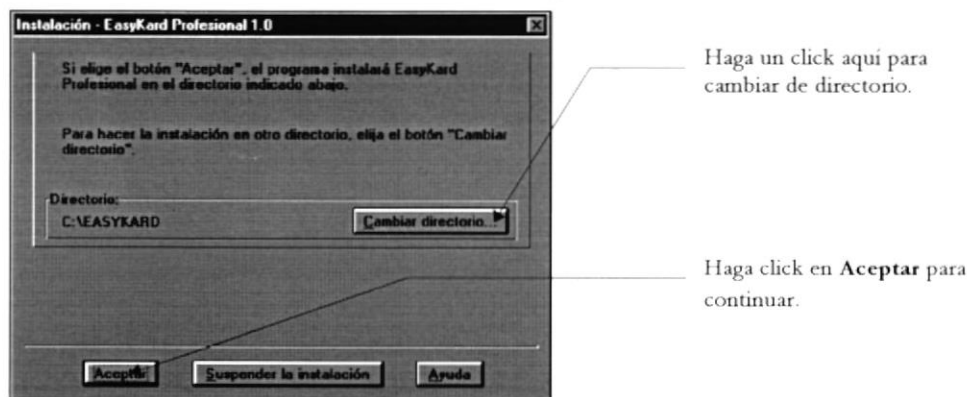 Instalación - EasyKard Profesional 1.0
Si elige el botón "Aceptar", el programa instalará EasyKard
Profesional en el directorio indicado abajo.
Para hacer la instalación en otro directorio, elija el botón "Cambiar
directorio".
Directorio:
C:\EASYKARD
Cambiar directorio...
Aceptar
Suspender la instalación
Ayuda
Haga un click aquí para
cambiar de directorio.
Haga click en Aceptar para
continuar.